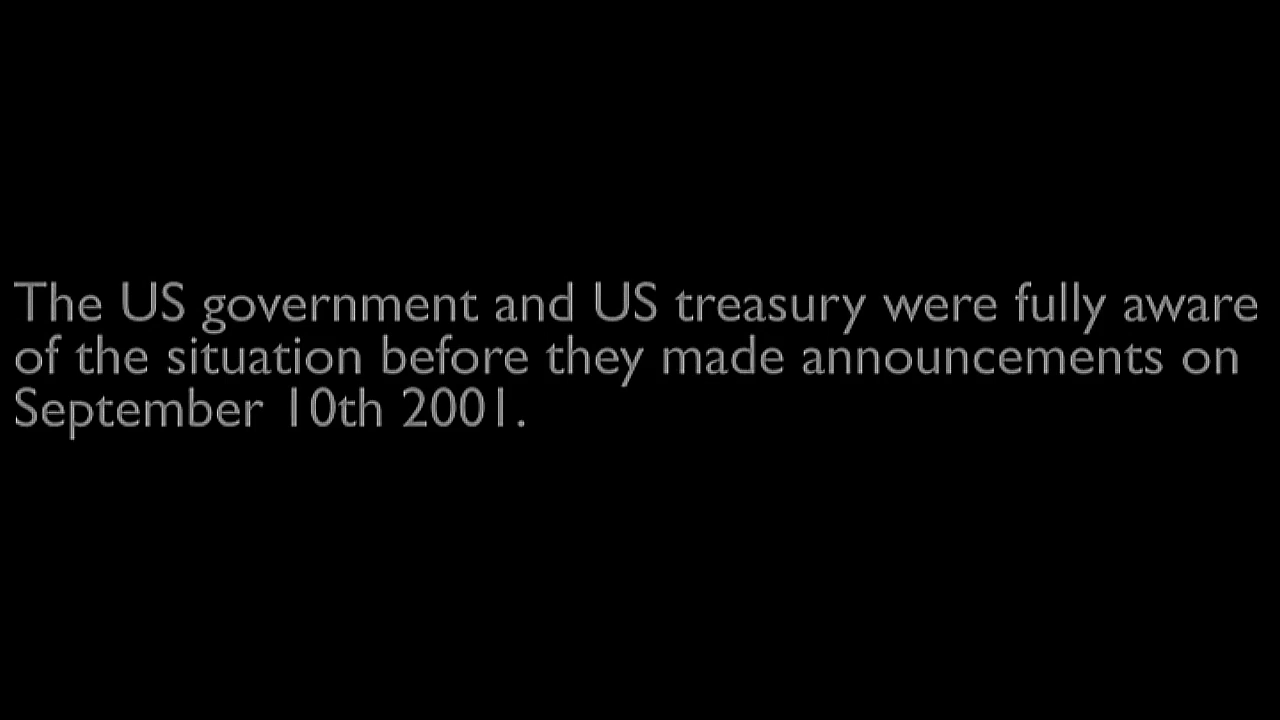 The US government and US treasury were fully aware
of the situation before they made announcements on
September 10th 2001.